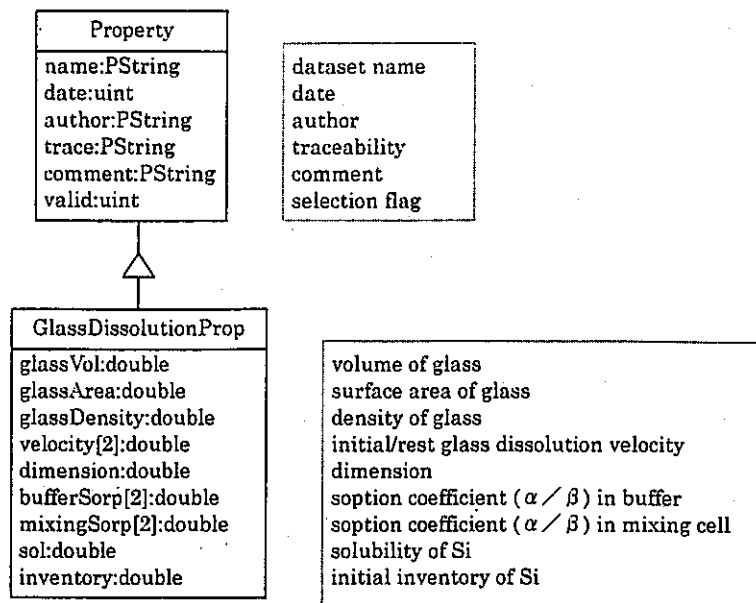 Property
name:PString
date:uint
author:PString
trace:PString
comment:PString
valid:uint
dataset name
date
author
traceability
comment
selection flag
GlassDissolutionProp
glassVol:double
glassArea:double
glassDensity:double
velocity[2]:double
dimension:double
bufferSorp[2]:double
mixingSorp[2]:double
sol:double
inventory:double
volume of glass
surface area of glass
density of glass
initial/rest glass dissolution velocity
dimension
soption coefficient (α/β) in buffer
soption coefficient (α/β) in mixing cell
solubility of Si
initial inventory of Si